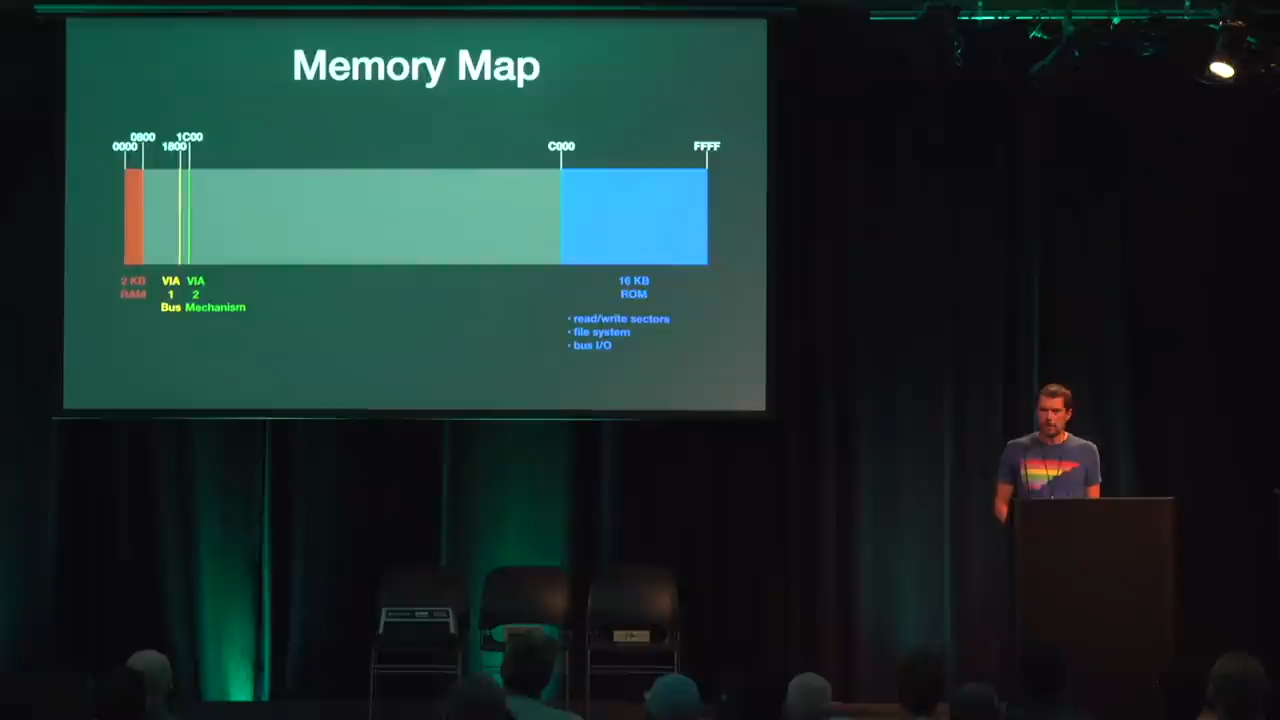 Memory Map
0000 0800 1800 1C00 C000 FFFF
2 KB
RAM
VIA
1
Bus
VIA
2
Mechanism
16 KB
ROM
· read/write sectors
· file system
· bus I/O